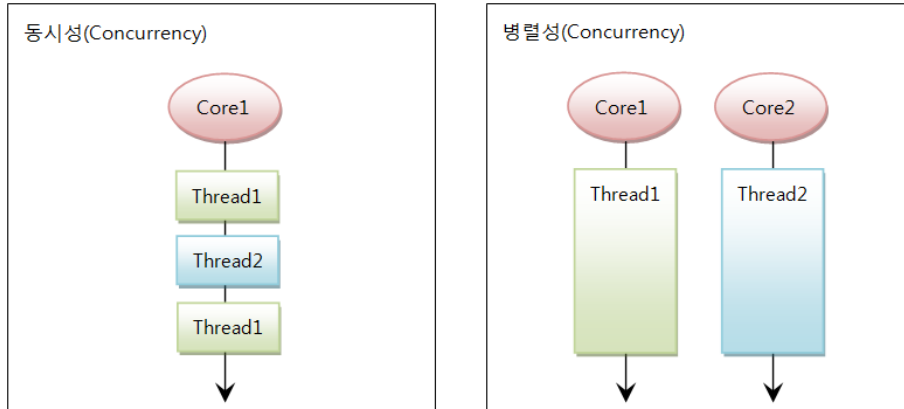 동시성(Concurrency)
Core1
Thread1
Thread2
Thread1
병렬성(Concurrency)
Core1
Core2
Thread1
Thread2